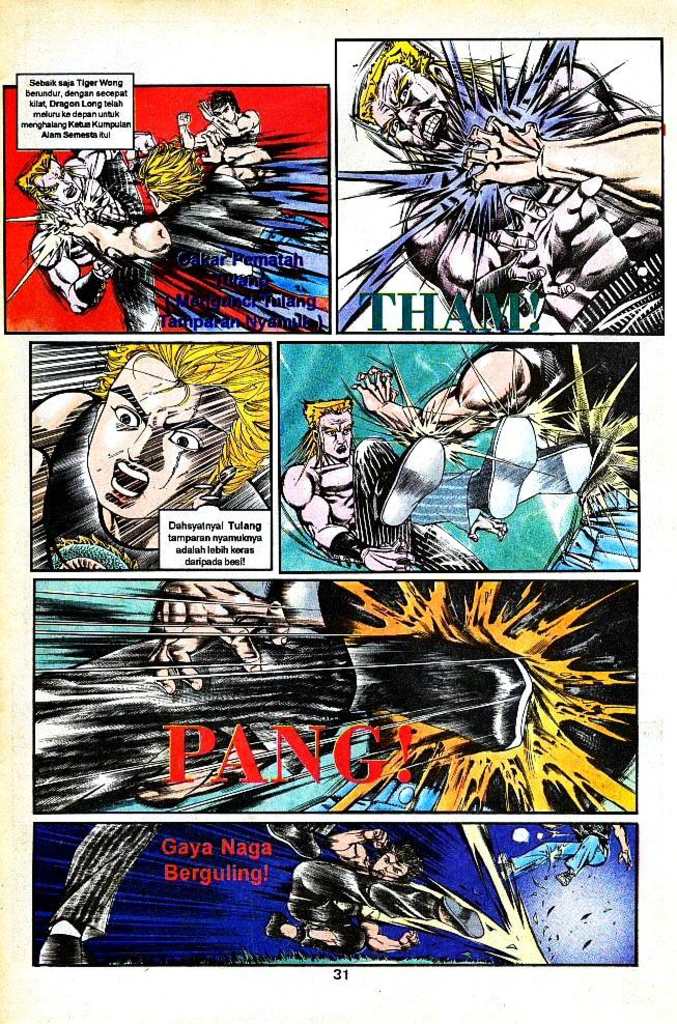 Sebaik saja Tiger Wong
berundur, dengan secepat
kilat, Dragon Long telah
meluru ke depan untuk
menghalang Ketua Kumpulan
Alam Semesta itu!
Cakar Pematah
Tulang
( Mengunci Tulang
Tamparan Nyamuk )
THAM!
Dahsyatnya! Tulang
tamparan nyamuknya
adalah lebih keras
daripada besi!
PANG!
Gaya Naga
Berguling!
31